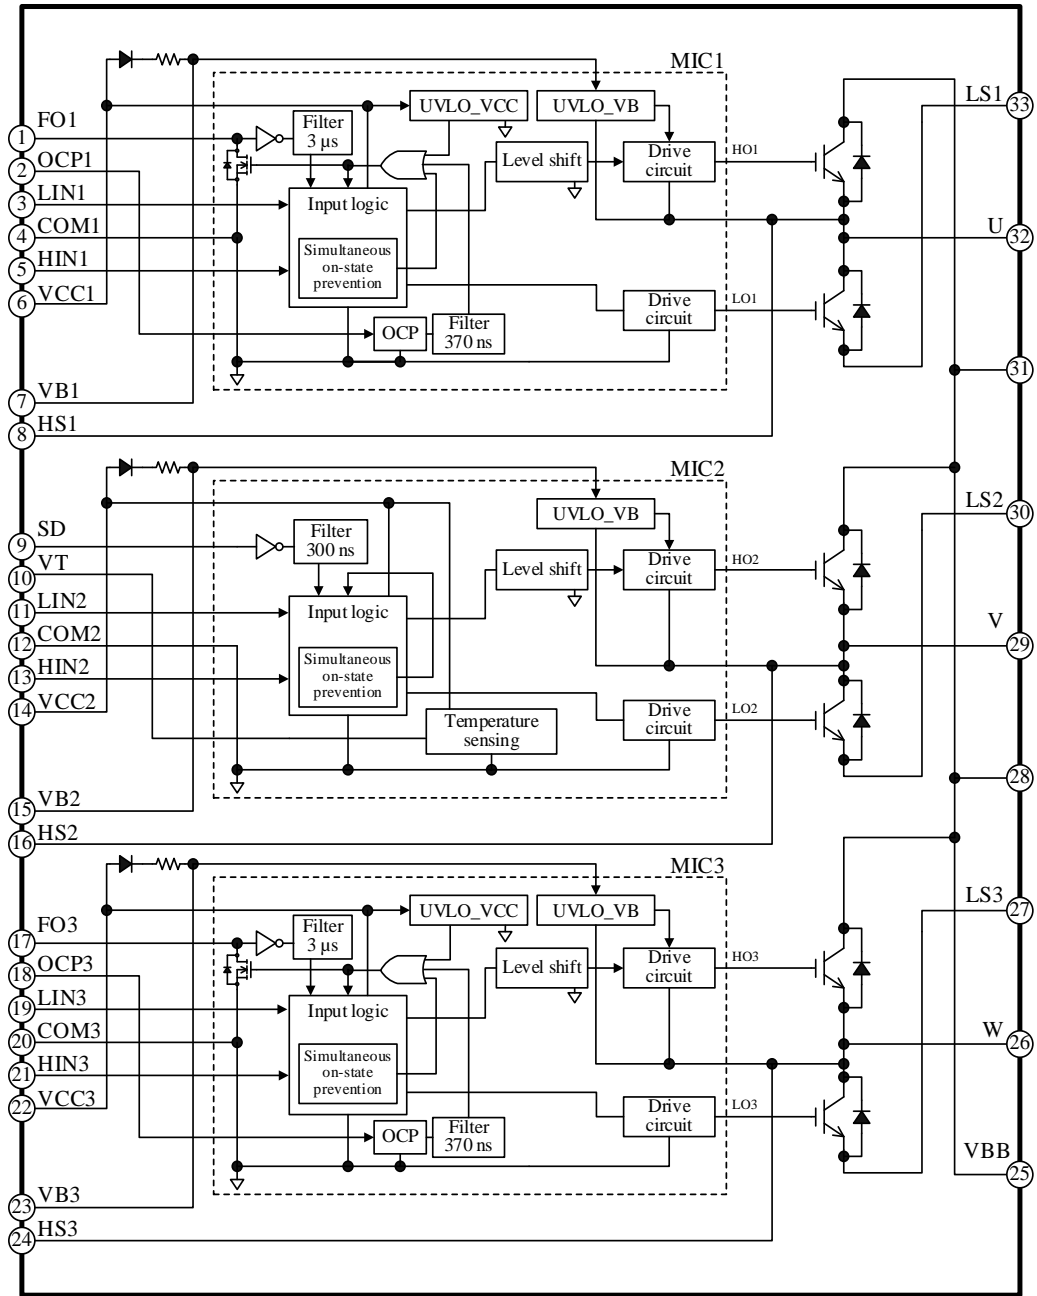 MIC1
UVLO_VCC
UVLO_VB
LS1
33
1
FO1
Filter
3 µs
2
OCP1
Level shift
Drive
circuit
HO1
3
LIN1
Input logic
4
COM1
U
32
5
HIN1
Simultaneous
on-state
prevention
6
VCC1
Drive
circuit
LO1
OCP
Filter
370 ns
31
7
VB1
8
HS1
MIC2
UVLO_VB
LS2
30
9
SD
Filter
300 ns
10
VT
Level shift
Drive
circuit
HO2
11
LIN2
Input logic
12
COM2
V
29
13
HIN2
Simultaneous
on-state
prevention
14
VCC2
Temperature
sensing
Drive
circuit
LO2
28
15
VB2
16
HS2
MIC3
UVLO_VCC
UVLO_VB
LS3
27
17
FO3
Filter
3 µs
18
OCP3
Level shift
Drive
circuit
HO3
19
LIN3
Input logic
20
COM3
W
26
21
HIN3
Simultaneous
on-state
prevention
22
VCC3
Drive
circuit
LO3
OCP
Filter
370 ns
VBB
25
23
VB3
24
HS3